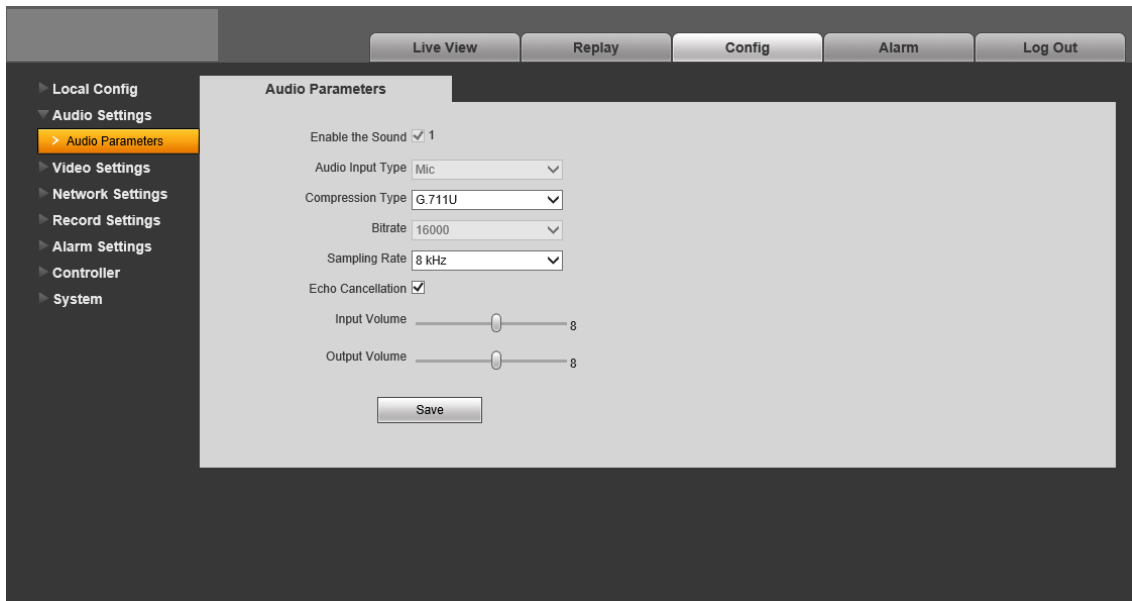 Live View Replay Config Alarm Log Out
Local Config
Audio Settings
> Audio Parameters
Video Settings
Network Settings
Record Settings
Alarm Settings
Controller
System
Audio Parameters
Enable the Sound 1
Audio Input Type Mic
Compression Type G.711U
Bitrate 16000
Sampling Rate 8 kHz
Echo Cancellation
Input Volume 8
Output Volume 8
Save